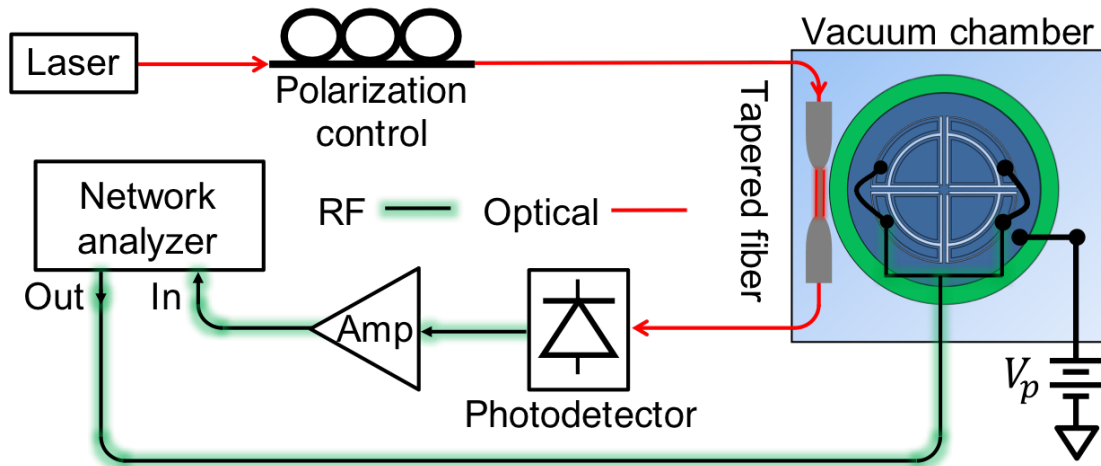 Laser
Polarization
control
Vacuum chamber
Tapered fiber
Network
analyzer
RF
Optical
Out
In
Amp
Photodetector
Vp